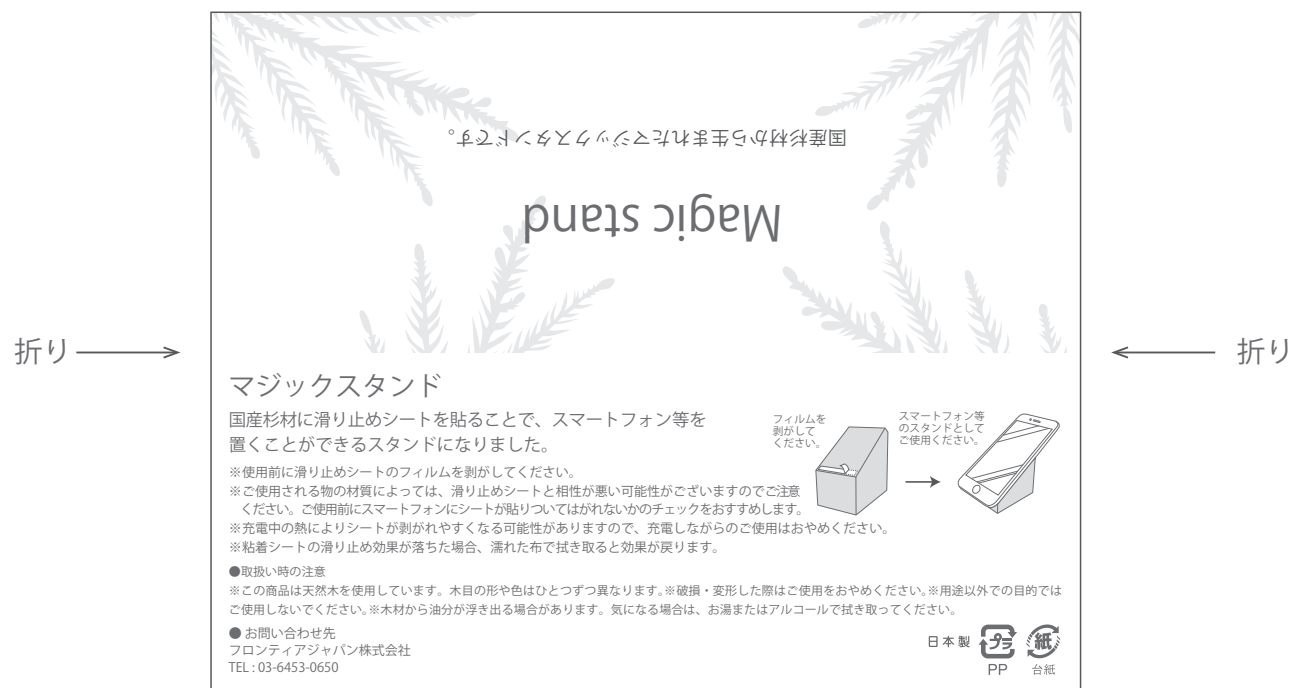 国産杉材から生まれたマジックスタンドです。
Magic stand
折り
折り
マジックスタンド
国産杉材に滑り止めシートを貼ることで、スマートフォン等を
置くことができるスタンドになりました。
フィルムを
剥がして
ください。
スマートフォン等
のスタンドとして
ご使用ください。
※使用前に滑り止めシートのフィルムを剥がしてください。
※ご使用される物の材質によっては、滑り止めシートと相性が悪い可能性がございますのでご注意
ください。ご使用前にスマートフォンにシートが貼りついてはがれないかのチェックをおすすめします。
※充電中の熱によりシートが剥がれやすくなる可能性がありますので、充電しながらのご使用はおやめください。
※粘着シートの滑り止め効果が落ちた場合、濡れた布で拭き取ると効果が戻ります。
●取扱い時の注意
※この商品は天然木を使用しています。木目の形や色はひとつずつ異なります。※破損・変形した際はご使用をおやめください。※用途以外での目的では
ご使用しないでください。※木材から油分が浮き出る場合があります。気になる場合は、お湯またはアルコールで拭き取ってください。
● お問い合わせ先
フロンティアジャパン株式会社
TEL : 03-6453-0650
日本製
プラ
PP
紙
台紙